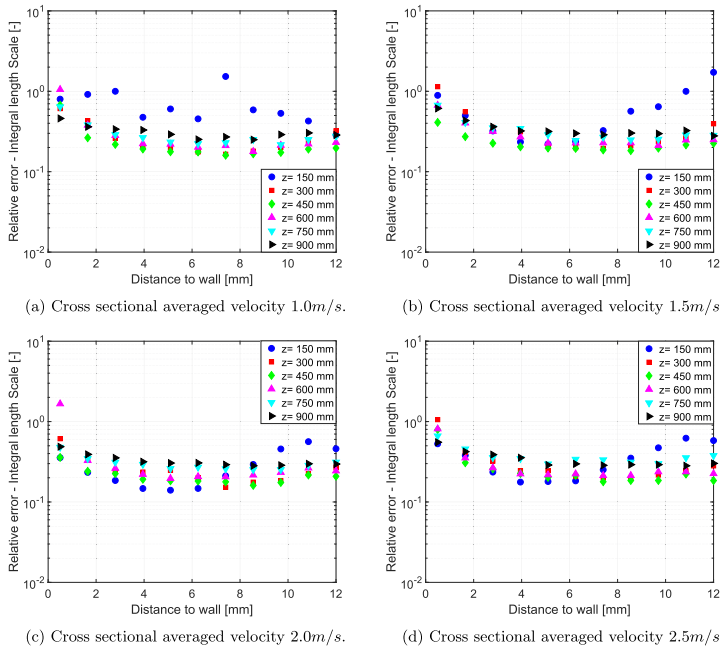 Relative error - Integral length Scale [-]
10^1
10^0
10^-1
10^-2
z= 150 mm
z= 300 mm
z= 450 mm
z= 600 mm
z= 750 mm
z= 900 mm
0 2 4 6 8 10 12
Distance to wall [mm]
(a) Cross sectional averaged velocity 1.0m/s.
Relative error - Integral length Scale [-]
10^1
10^0
10^-1
10^-2
z= 150 mm
z= 300 mm
z= 450 mm
z= 600 mm
z= 750 mm
z= 900 mm
0 2 4 6 8 10 12
Distance to wall [mm]
(b) Cross sectional averaged velocity 1.5m/s
Relative error - Integral length Scale [-]
10^1
10^0
10^-1
10^-2
z= 150 mm
z= 300 mm
z= 450 mm
z= 600 mm
z= 750 mm
z= 900 mm
0 2 4 6 8 10 12
Distance to wall [mm]
(c) Cross sectional averaged velocity 2.0m/s.
Relative error - Integral length Scale [-]
10^1
10^0
10^-1
10^-2
z= 150 mm
z= 300 mm
z= 450 mm
z= 600 mm
z= 750 mm
z= 900 mm
0 2 4 6 8 10 12
Distance to wall [mm]
(d) Cross sectional averaged velocity 2.5m/s